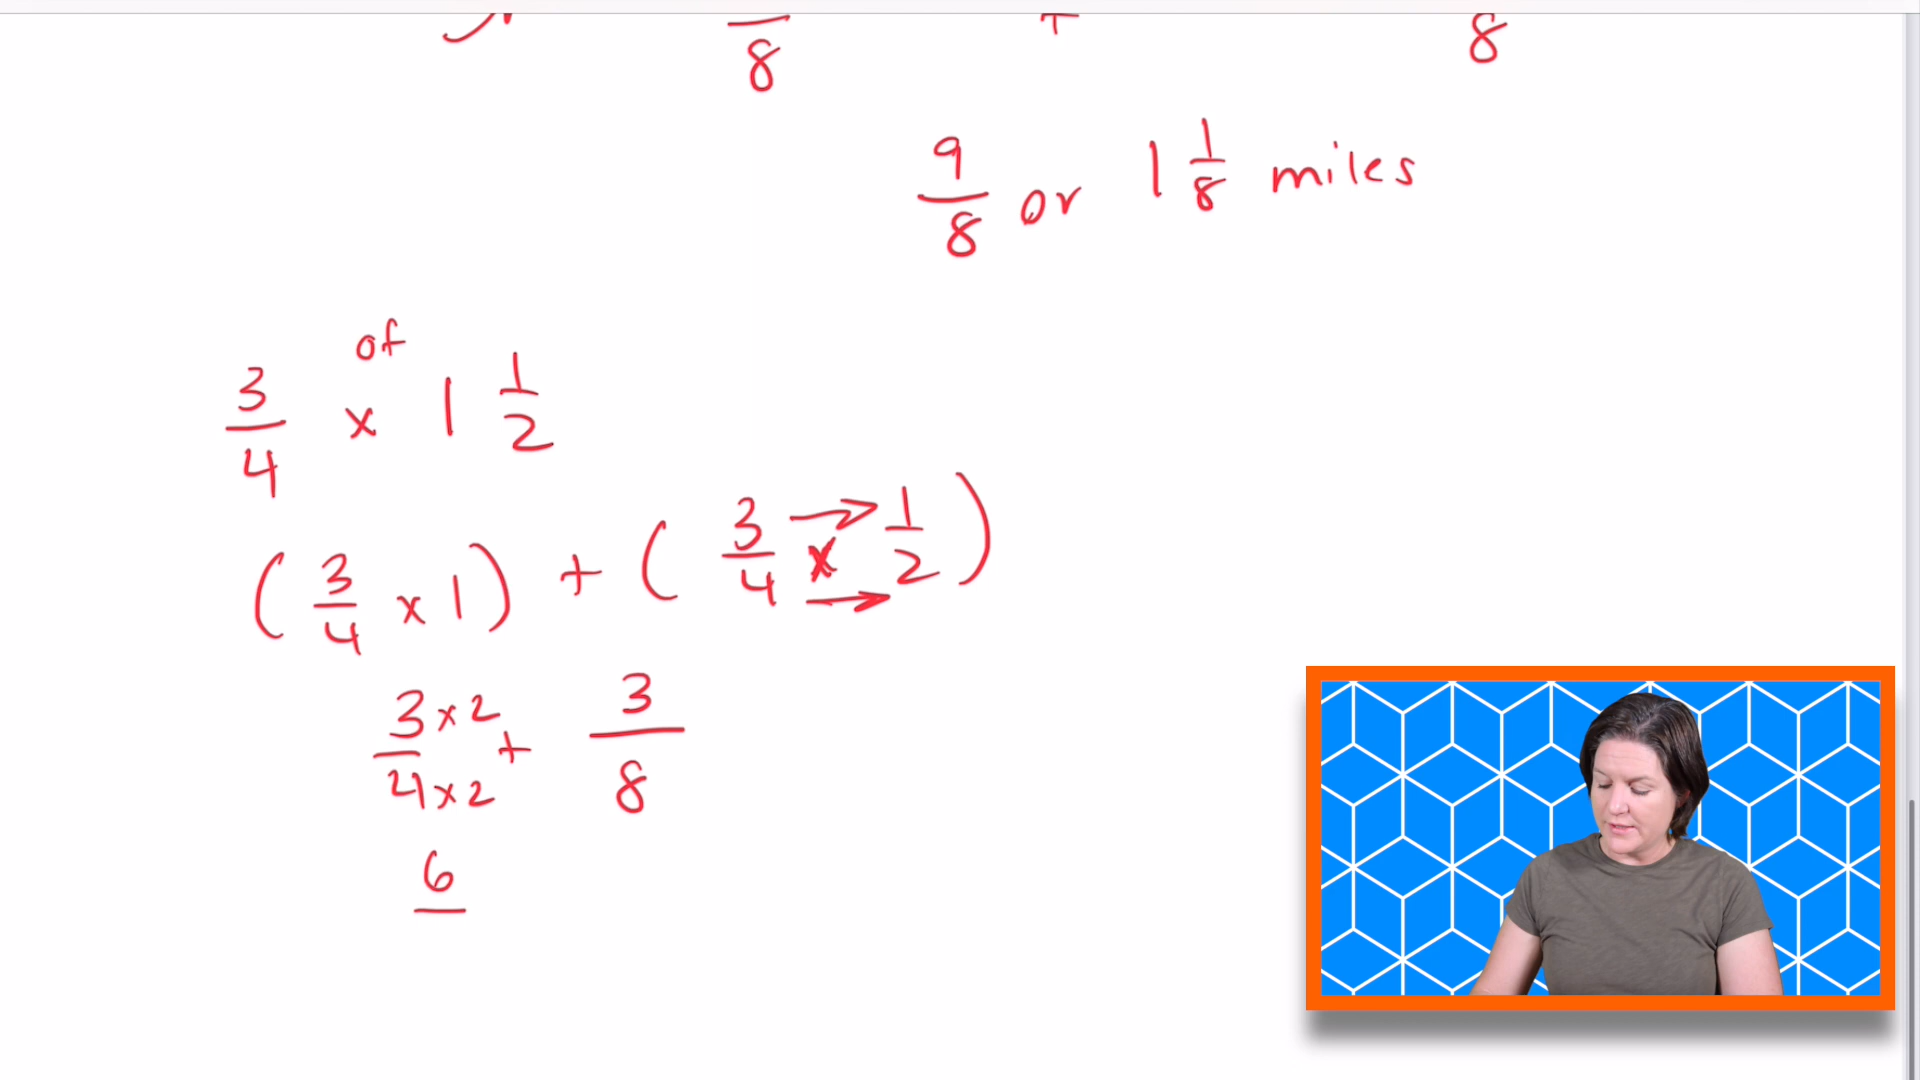 8 + 8
9/8 or 1 1/8 miles
of
3/4 x 1 1/2
(3/4 x 1) + (3/4 x 1/2)
3x2/4x2 + 3/8
6